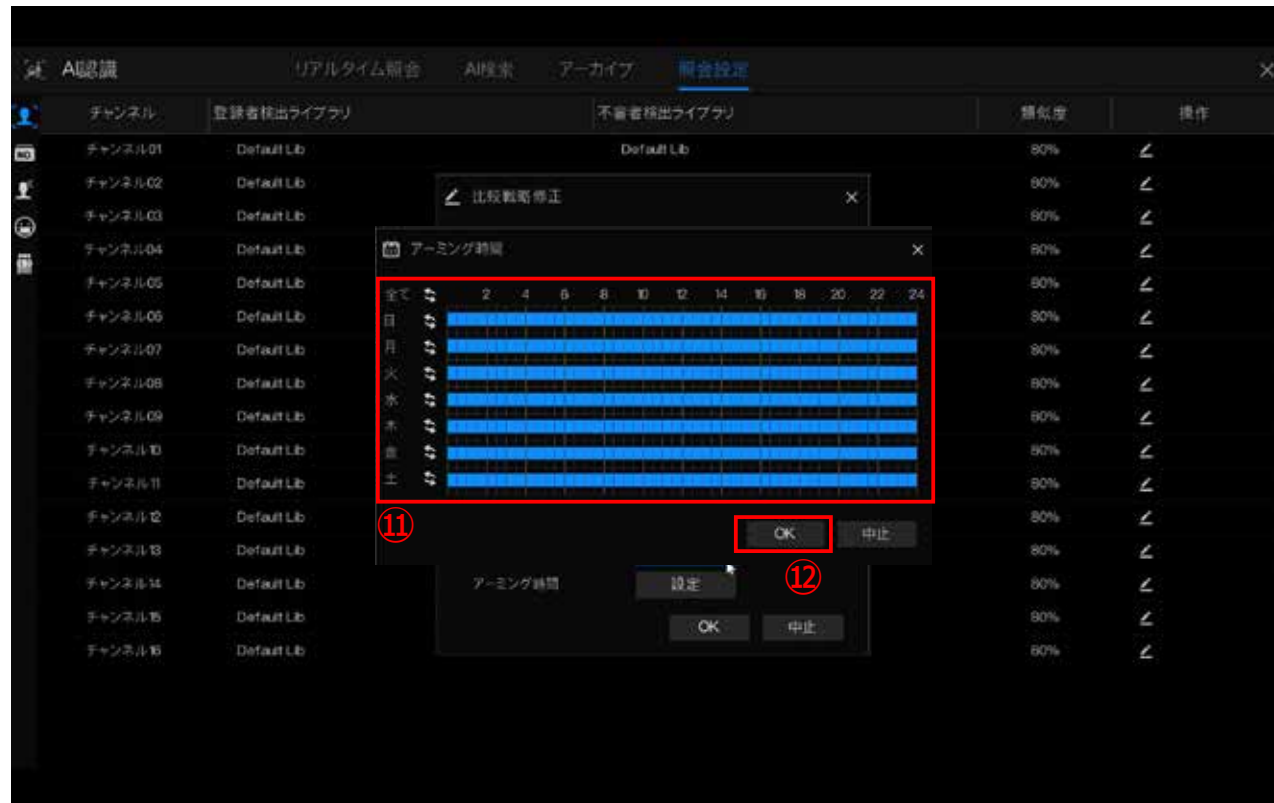 AI認識 リアルタイム照合 AI検索 アーカイブ 照合設定
チャンネル 登録者検出ライブラリ 不審者検出ライブラリ 類似度 操作
チャンネル01 Default Lib Default Lib 80%
チャンネル02 Default Lib 80%
比較戦略修正
チャンネル03 Default Lib 80%
チャンネル04 Default Lib 80%
アーミング時間
チャンネル05 Default Lib 80%
全て 2 4 6 8 10 12 14 16 18 20 22 24
チャンネル06 Default Lib 80%
日
チャンネル07 Default Lib 80%
月
火
チャンネル08 Default Lib 80%
水
チャンネル09 Default Lib 80%
木
チャンネル10 Default Lib 80%
金
チャンネル11 Default Lib 80%
土
チャンネル12 Default Lib 80%
⑪
OK 中止
チャンネル13 Default Lib 80%
チャンネル14 Default Lib 80%
アーミング時間 設定 ⑫
チャンネル15 Default Lib 80%
OK 中止
チャンネル16 Default Lib 80%